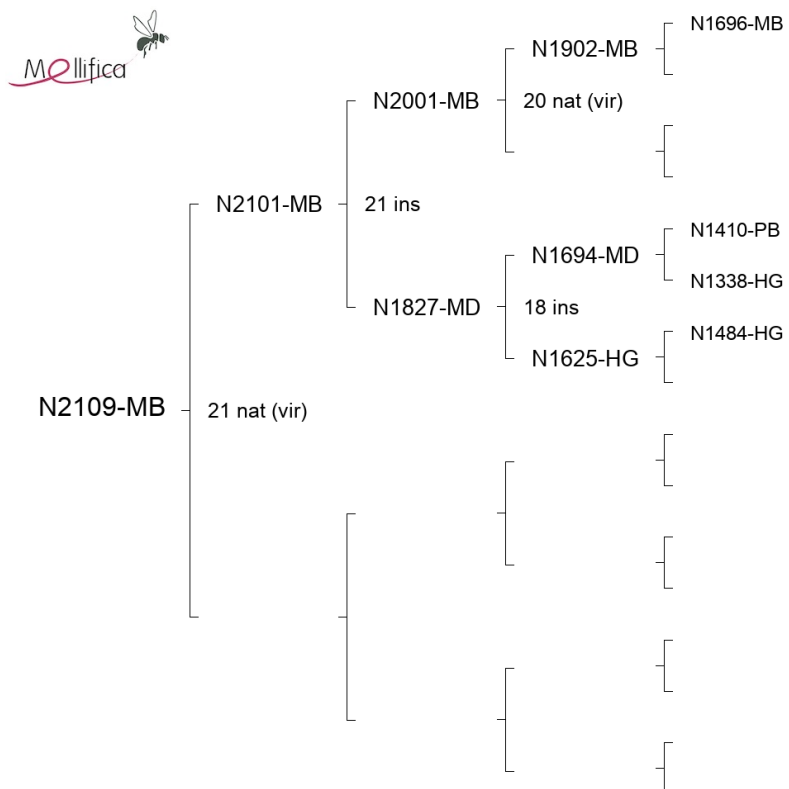 Mellifica
N1696-MB
N1902-MB
N2001-MB
20 nat (vir)
N2101-MB
21 ins
N1410-PB
N1694-MD
N1338-HG
N1827-MD
18 ins
N1484-HG
N1625-HG
N2109-MB
21 nat (vir)